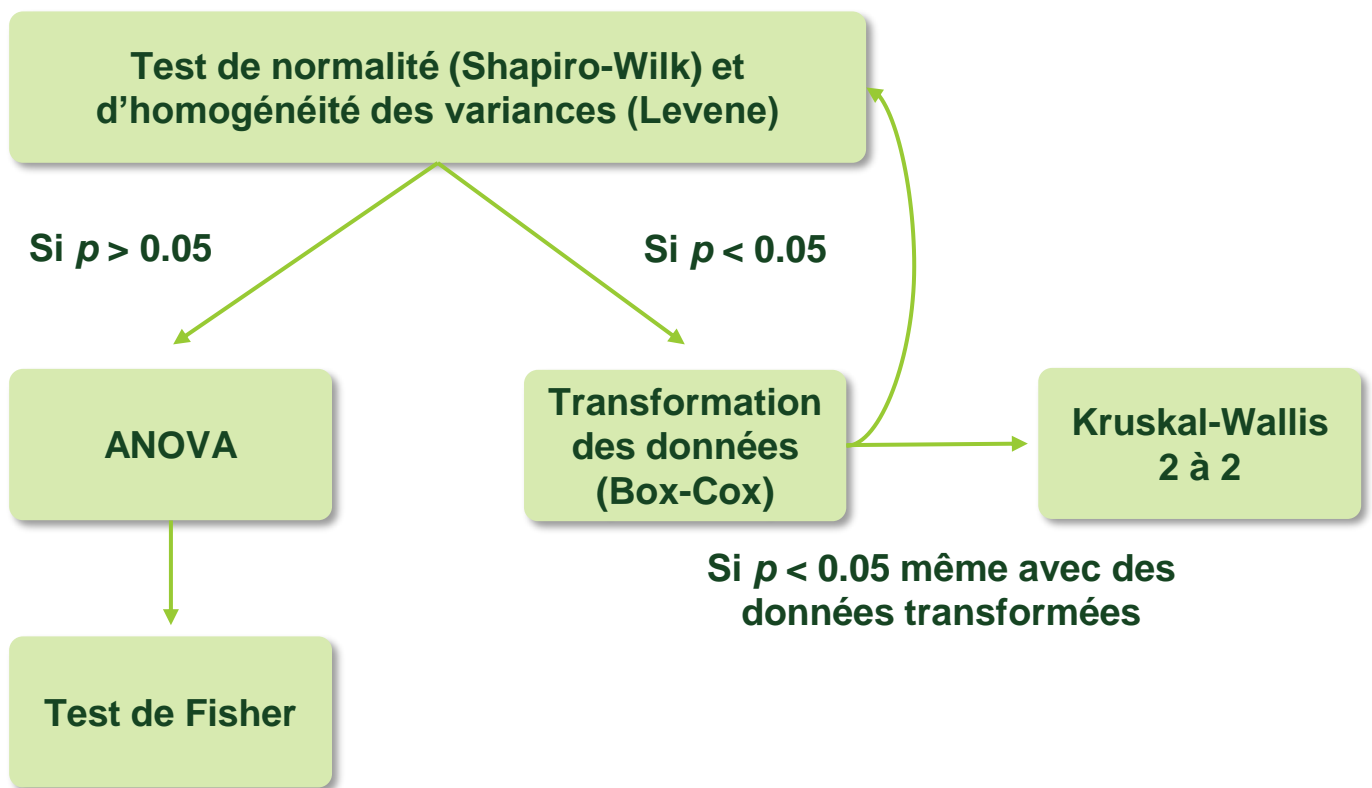 Test de normalité (Shapiro-Wilk) et
d’homogénéité des variances (Levene)
Si p > 0.05
Si p < 0.05
ANOVA
Transformation
des données
(Box-Cox)
Kruskal-Wallis
2 à 2
Si p < 0.05 même avec des
données transformées
Test de Fisher